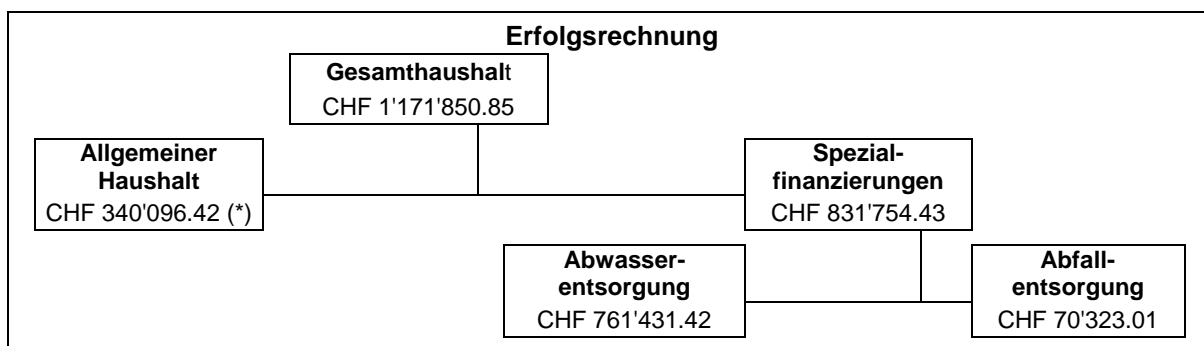 Erfolgsrechnung
Gesamthaushalt
CHF 1'171'850.85
Allgemeiner
Haushalt
CHF 340'096.42 (*)
Spezial-
finanzierungen
CHF 831'754.43
Abwasser-
entsorgung
CHF 761'431.42
Abfall-
entsorgung
CHF 70'323.01